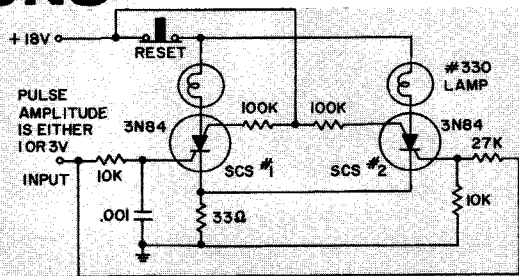 +18V
RESET
#330
LAMP
PULSE
AMPLITUDE
IS EITHER
1 OR 3V
3N84
100K
100K
3N84
27K
INPUT
10K
SCS #1
SCS #2
10K
.001
33Ω